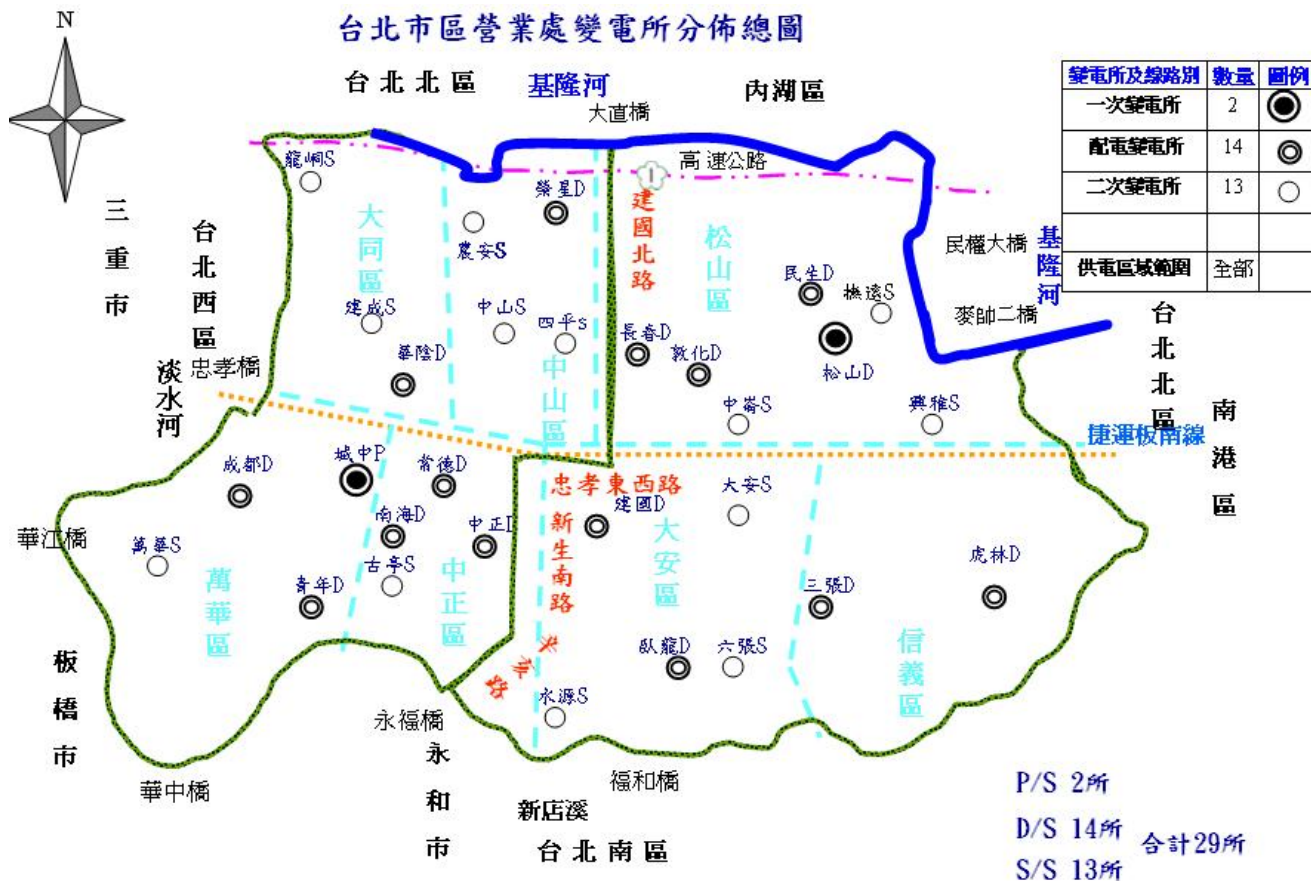 台北市區營業處變電所分佈總圖
N
台北北區
基隆河
內湖區
大直橋
變電所及線路別 數量 圖例
一次變電所 2
配電變電所 14
二次變電所 13
供電區域範圍 全部
龍峒S
榮星D
高速公路
三重市
台北西區
大同區
農安S
建國北路
松山區
民權大橋
基隆河
民生D
撫遠S
建成S
中山S
四平s
長春D
敦化D
松山D
麥帥二橋
台北北區
華陰D
中山區
忠孝橋
淡水河
中崙S
興雅S
南港區
捷運板南線
成都D
城中P
常德D
忠孝東西路
大安S
建國D
南海D
中正D
新生南路
大安區
華江橋
萬華S
古亭S
虎林D
萬華區
青年D
中正區
三張D
信義區
板橋市
臥龍D
六張S
水源S
永福橋
永和市
華中橋
福和橋
新店溪
台北南區
P/S 2所
D/S 14所
S/S 13所
合計29所